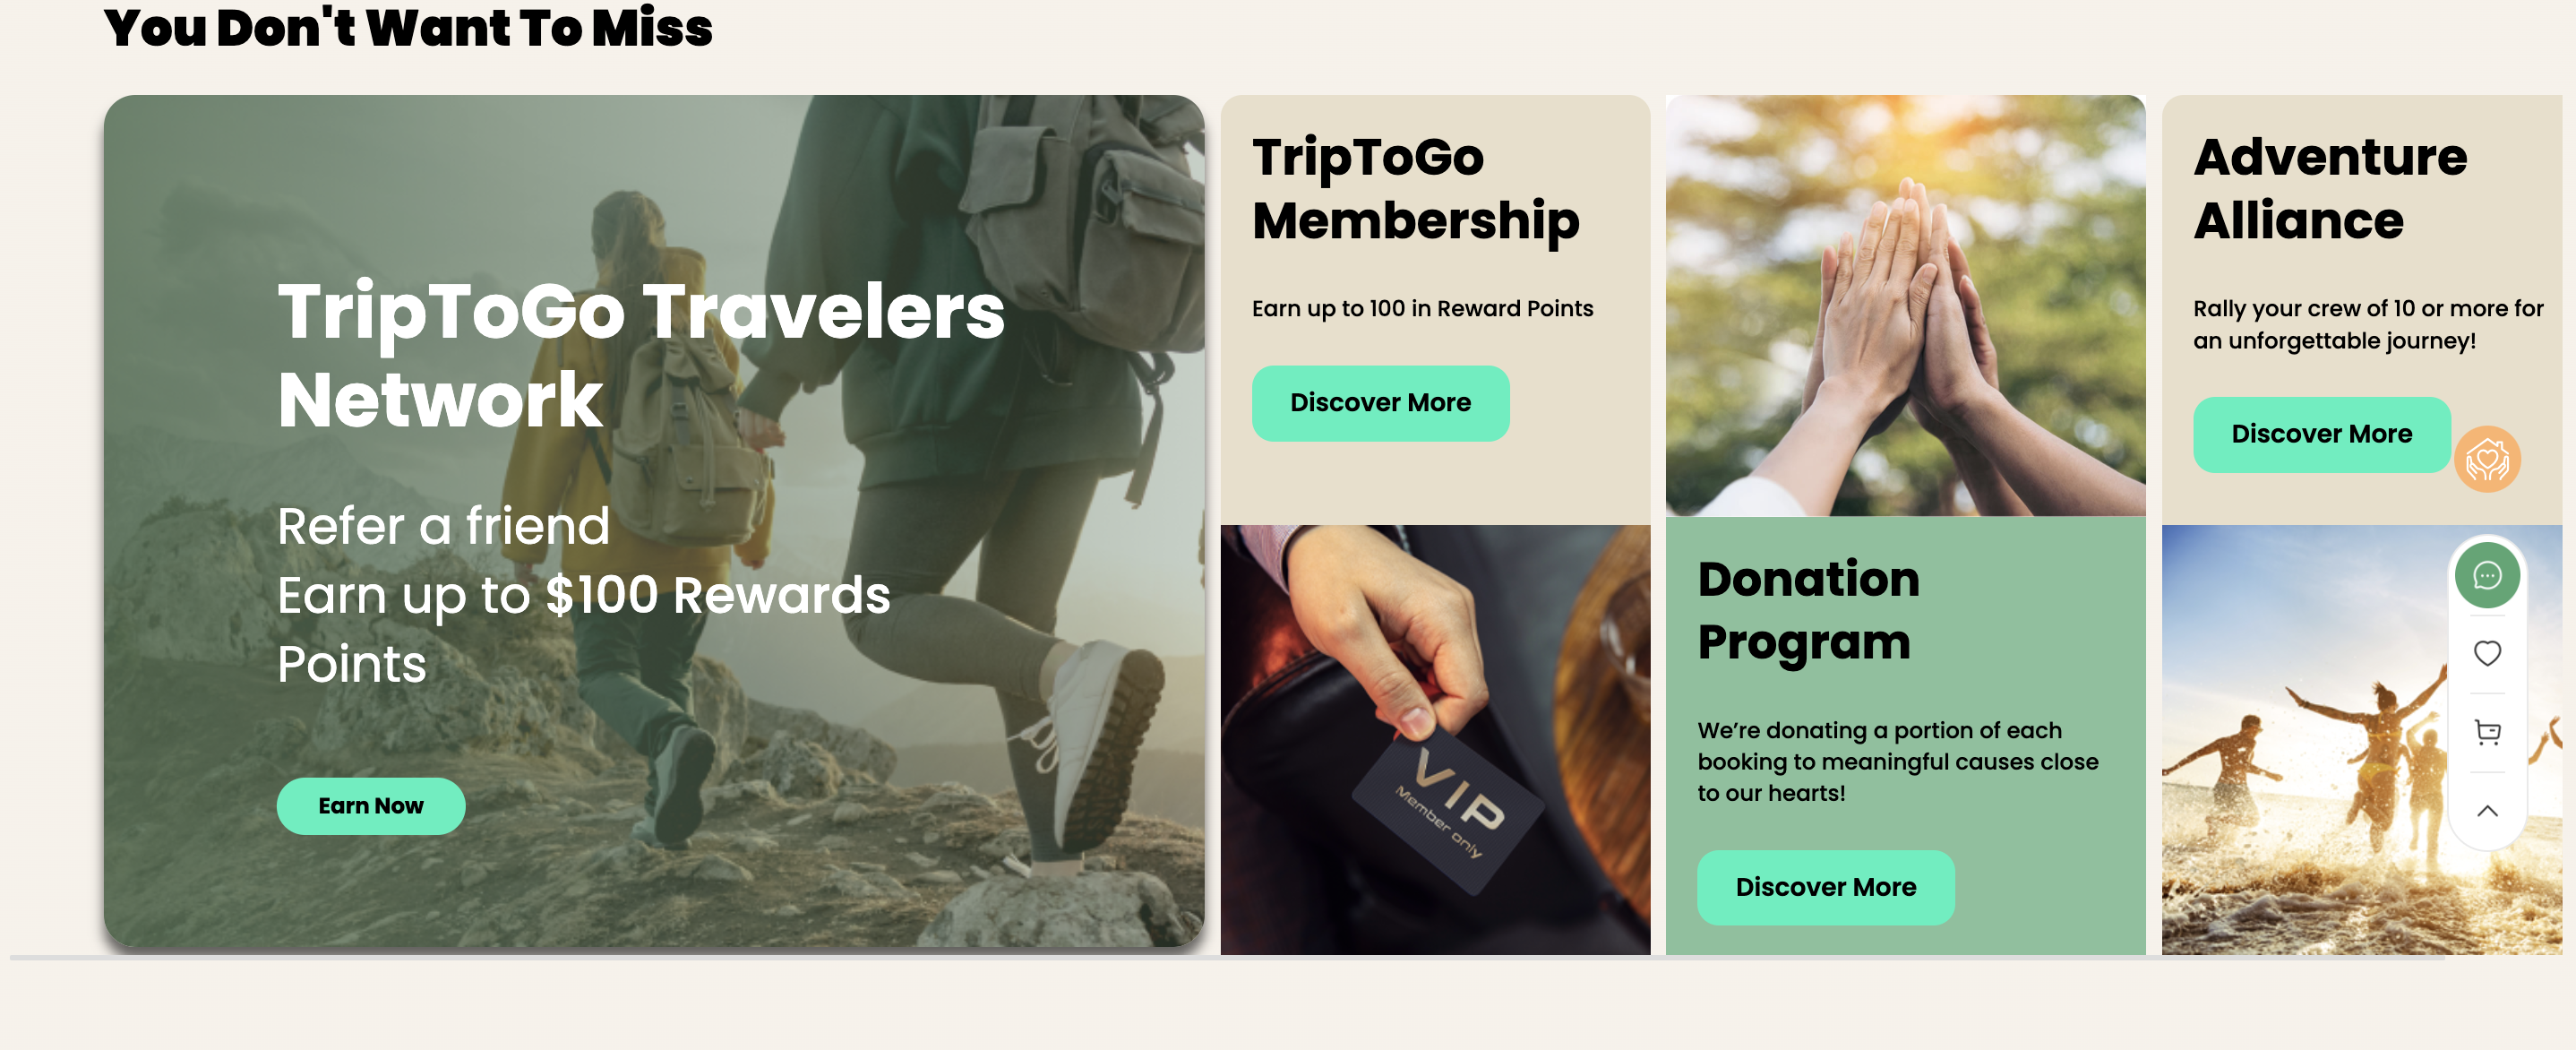 You Don't Want To Miss
TripToGo Travelers
Network
Refer a friend
Earn up to $100 Rewards
Points
Earn Now
TripToGo
Membership
Earn up to 100 in Reward Points
Discover More
VIP
Member only
Donation
Program
We’re donating a portion of each
booking to meaningful causes close
to our hearts!
Discover More
Adventure
Alliance
Rally your crew of 10 or more for
an unforgettable journey!
Discover More